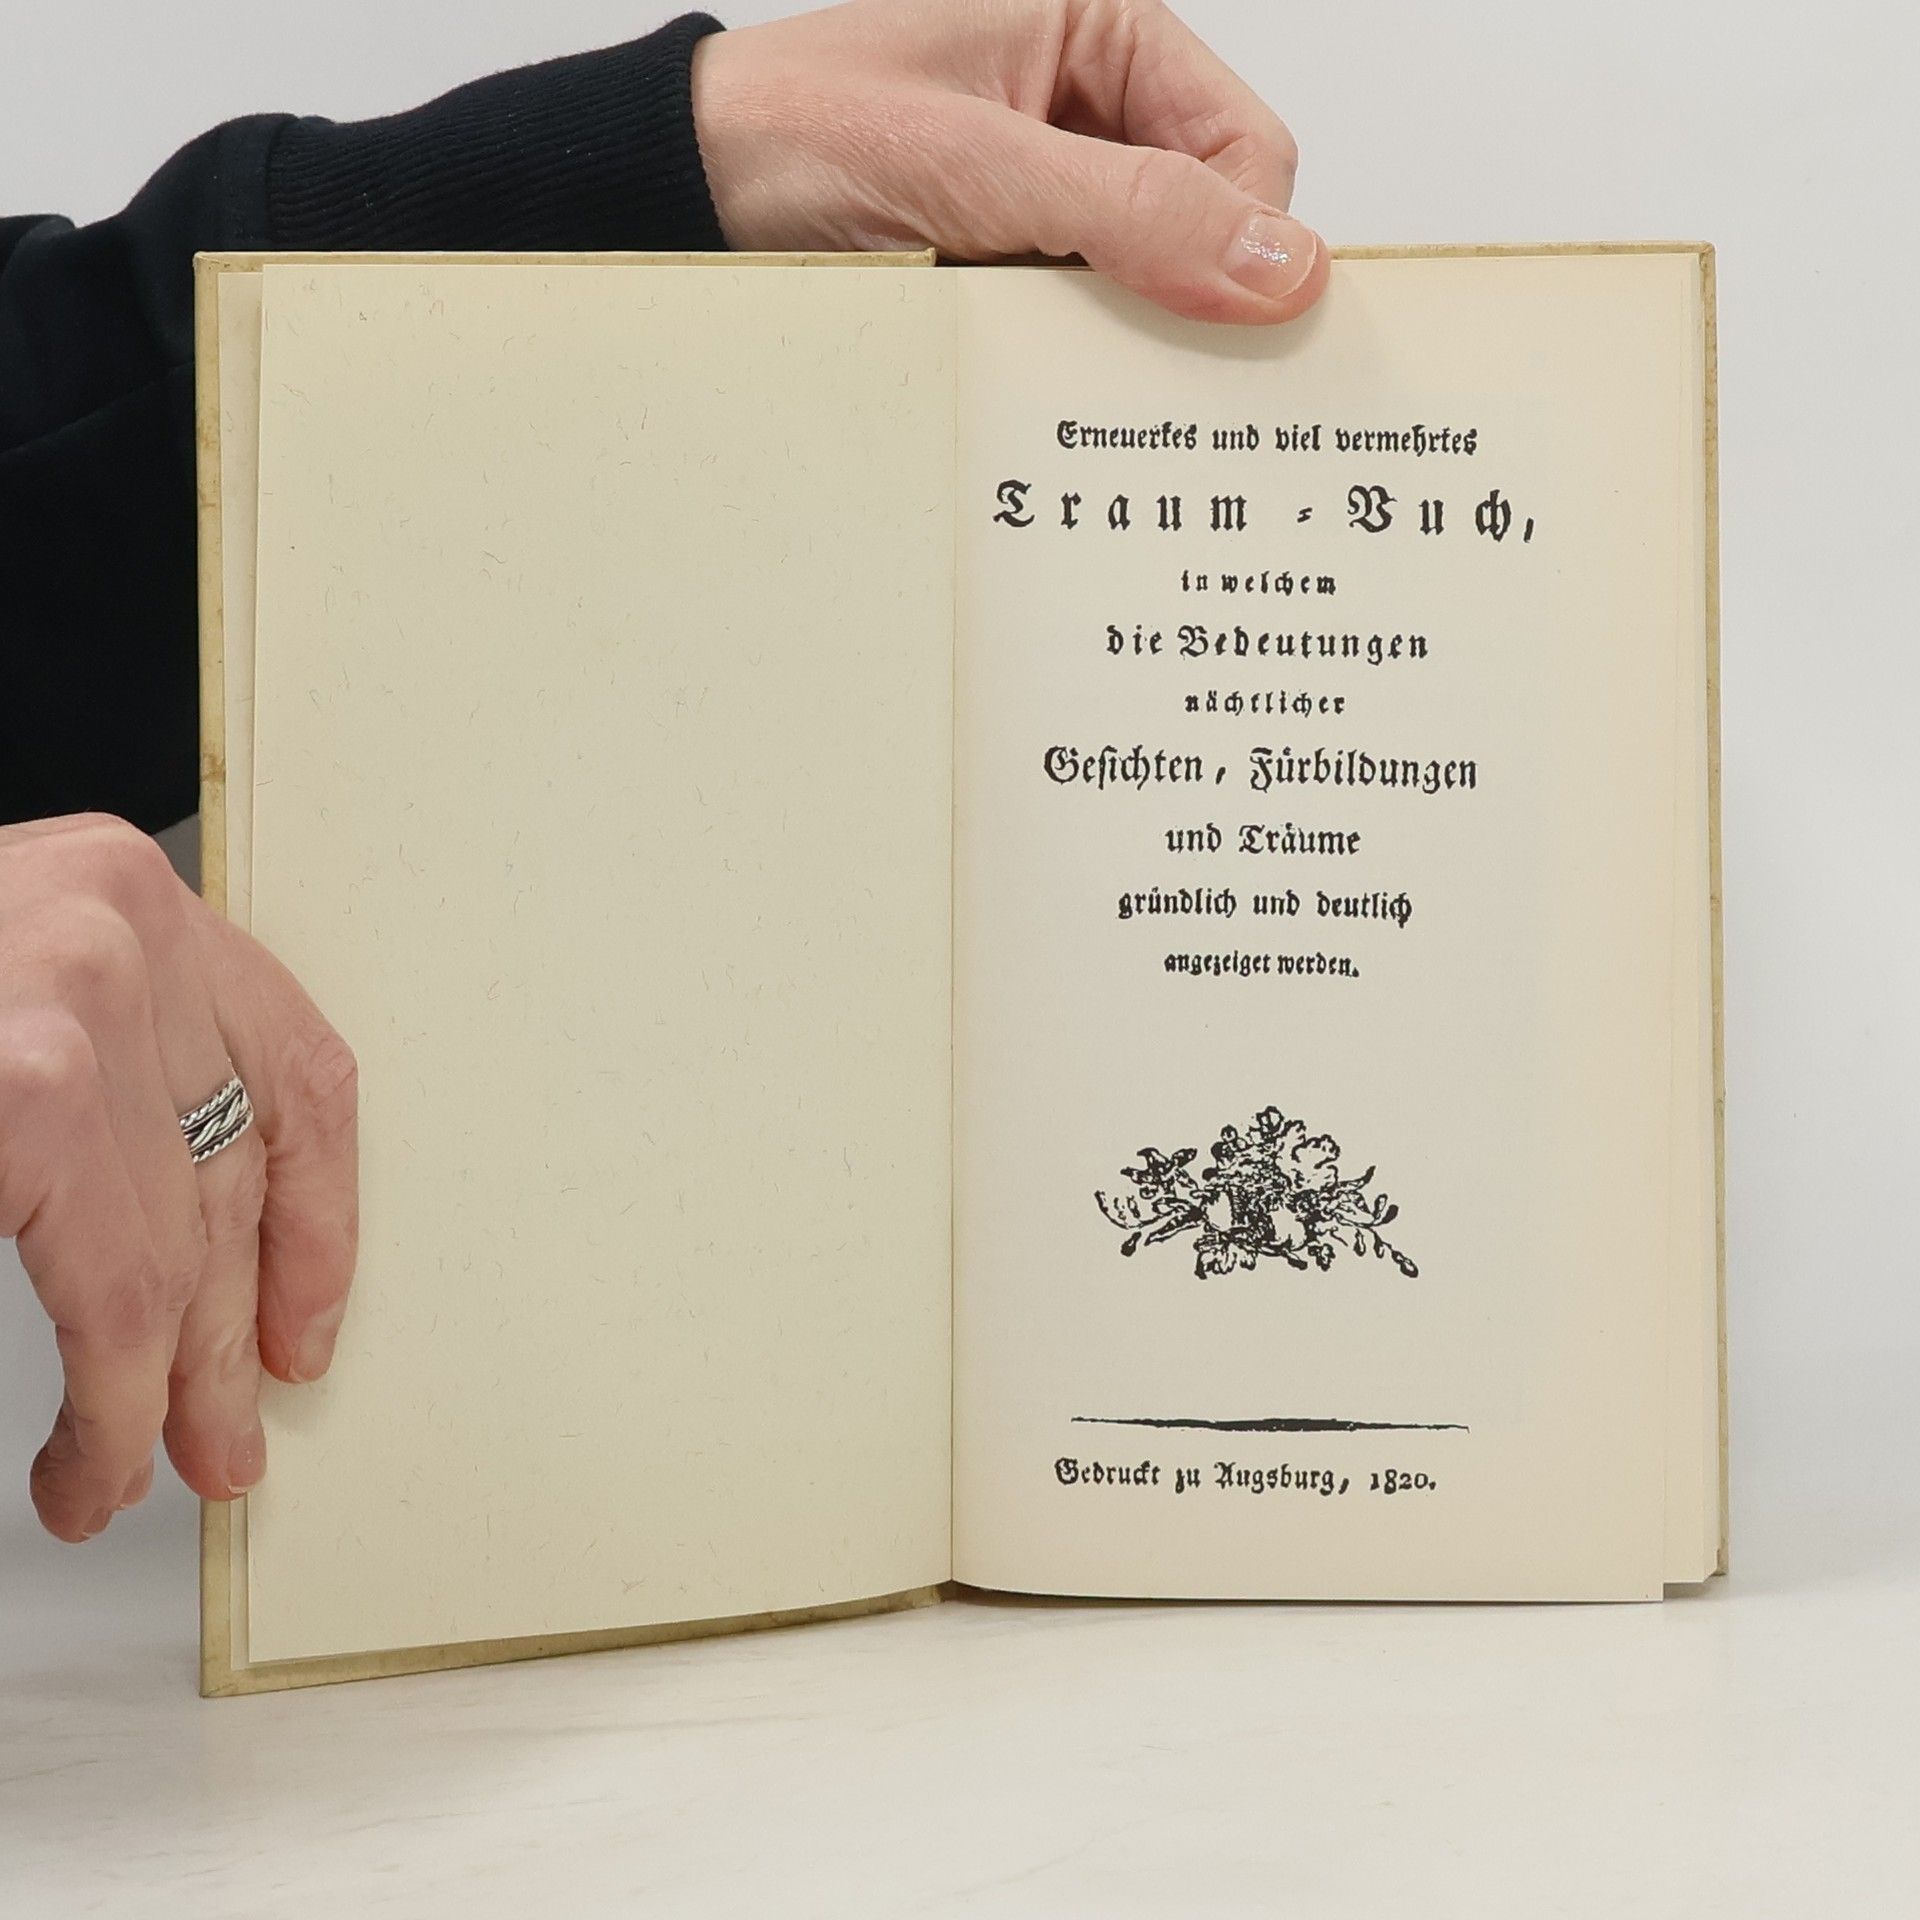 Erneuertes und viel vermehrtes
Traum-Buch,
in welchem
die Bedeutungen
nächtlicher
Gesichten, Fürbildungen
und Träume
gründlich und deutlich
angezeiget werden.
Gedruckt zu Augsburg, 1820.